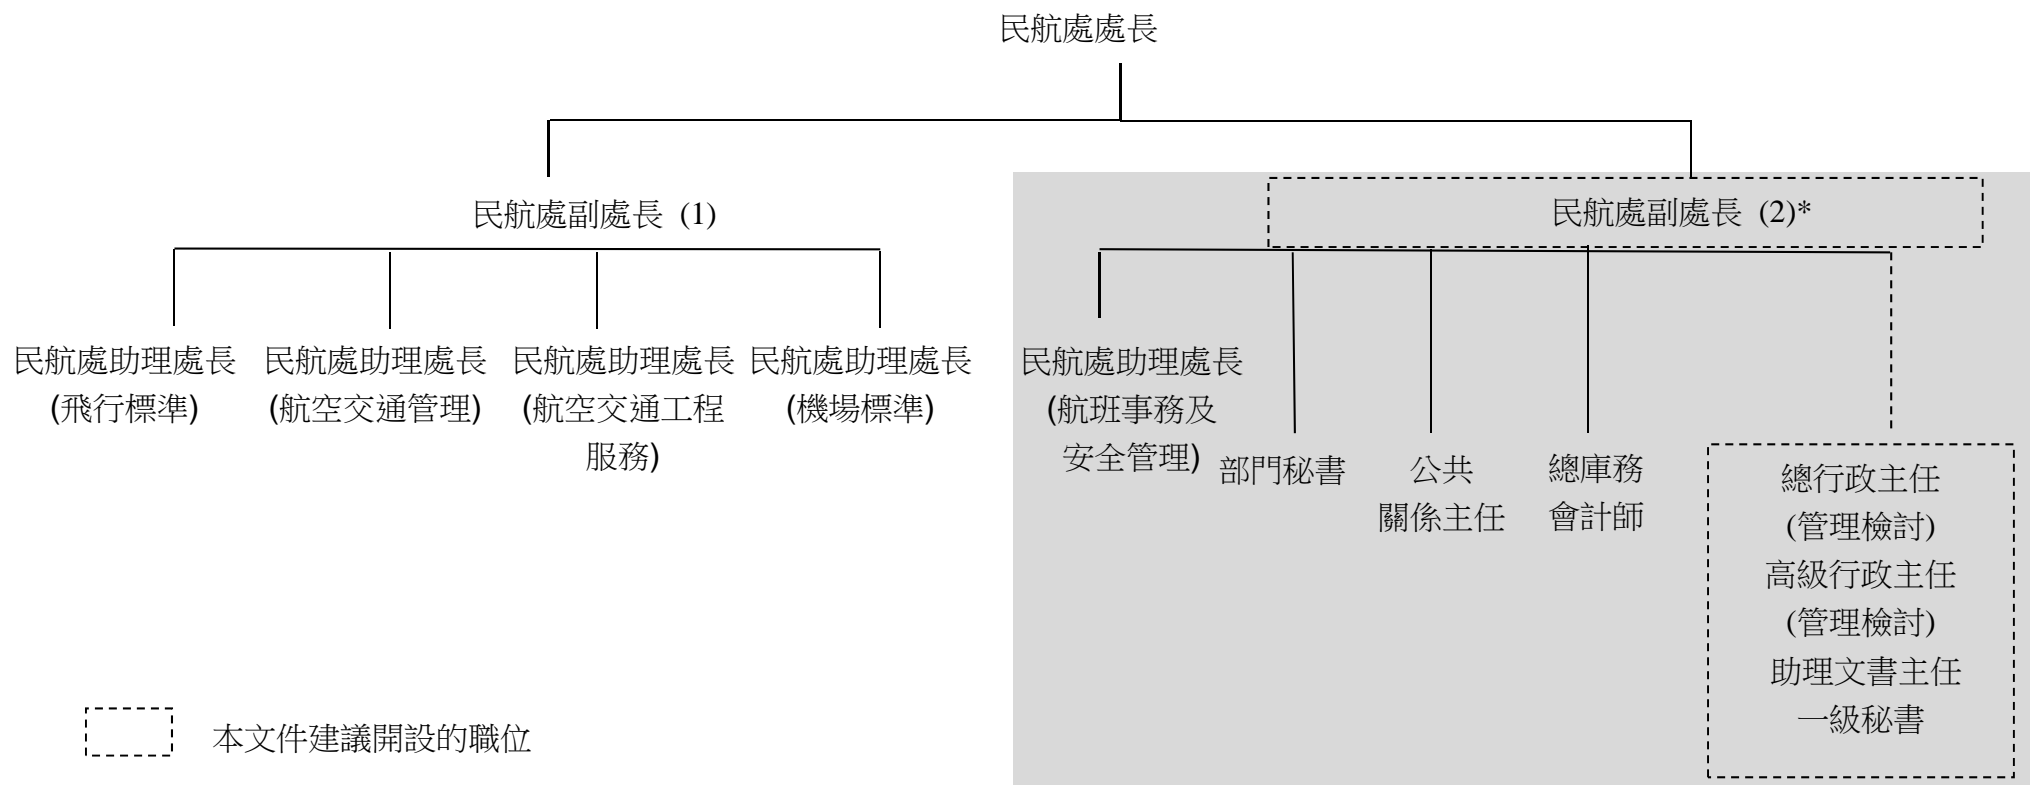 民航處處長
民航處副處長 (1)
民航處副處長 (2)*
民航處助理處長
(飛行標準)
民航處助理處長
(航空交通管理)
民航處助理處長
(航空交通工程
服務)
民航處助理處長
(機場標準)
民航處助理處長
(航班事務及
安全管理)
部門秘書
公共
關係主任
總庫務
會計師
總行政主任
(管理檢討)
高級行政主任
(管理檢討)
助理文書主任
一級秘書
本文件建議開設的職位